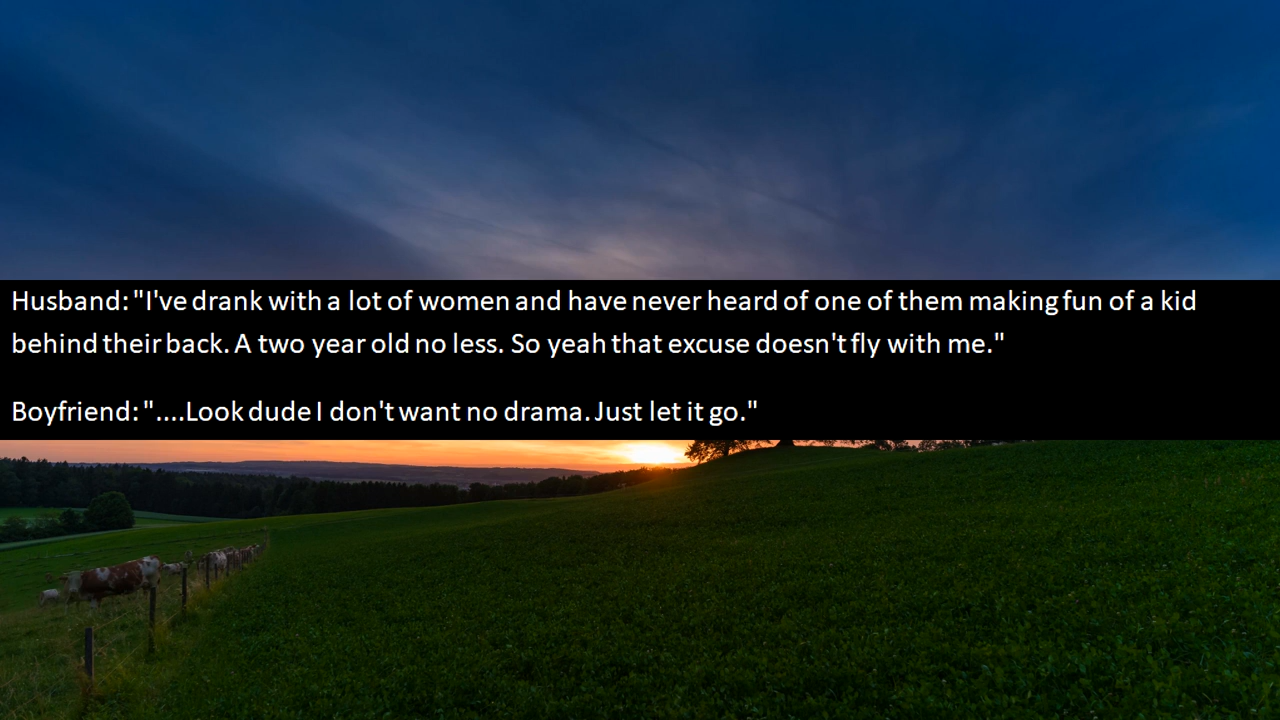 Husband: "I've drank with a lot of women and have never heard of one of them making fun of a kid
behind their back. A two year old no less. So yeah that excuse doesn't fly with me."
Boyfriend: "....Look dude I don't want no drama. Just let it go."